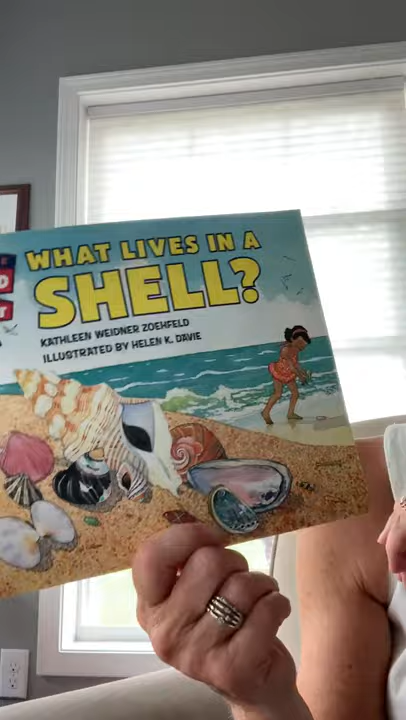 WHAT LIVES IN A
SHELL?
KATHLEEN WEIDNER ZOEHFELD
ILLUSTRATED BY HELEN K. DAVIE